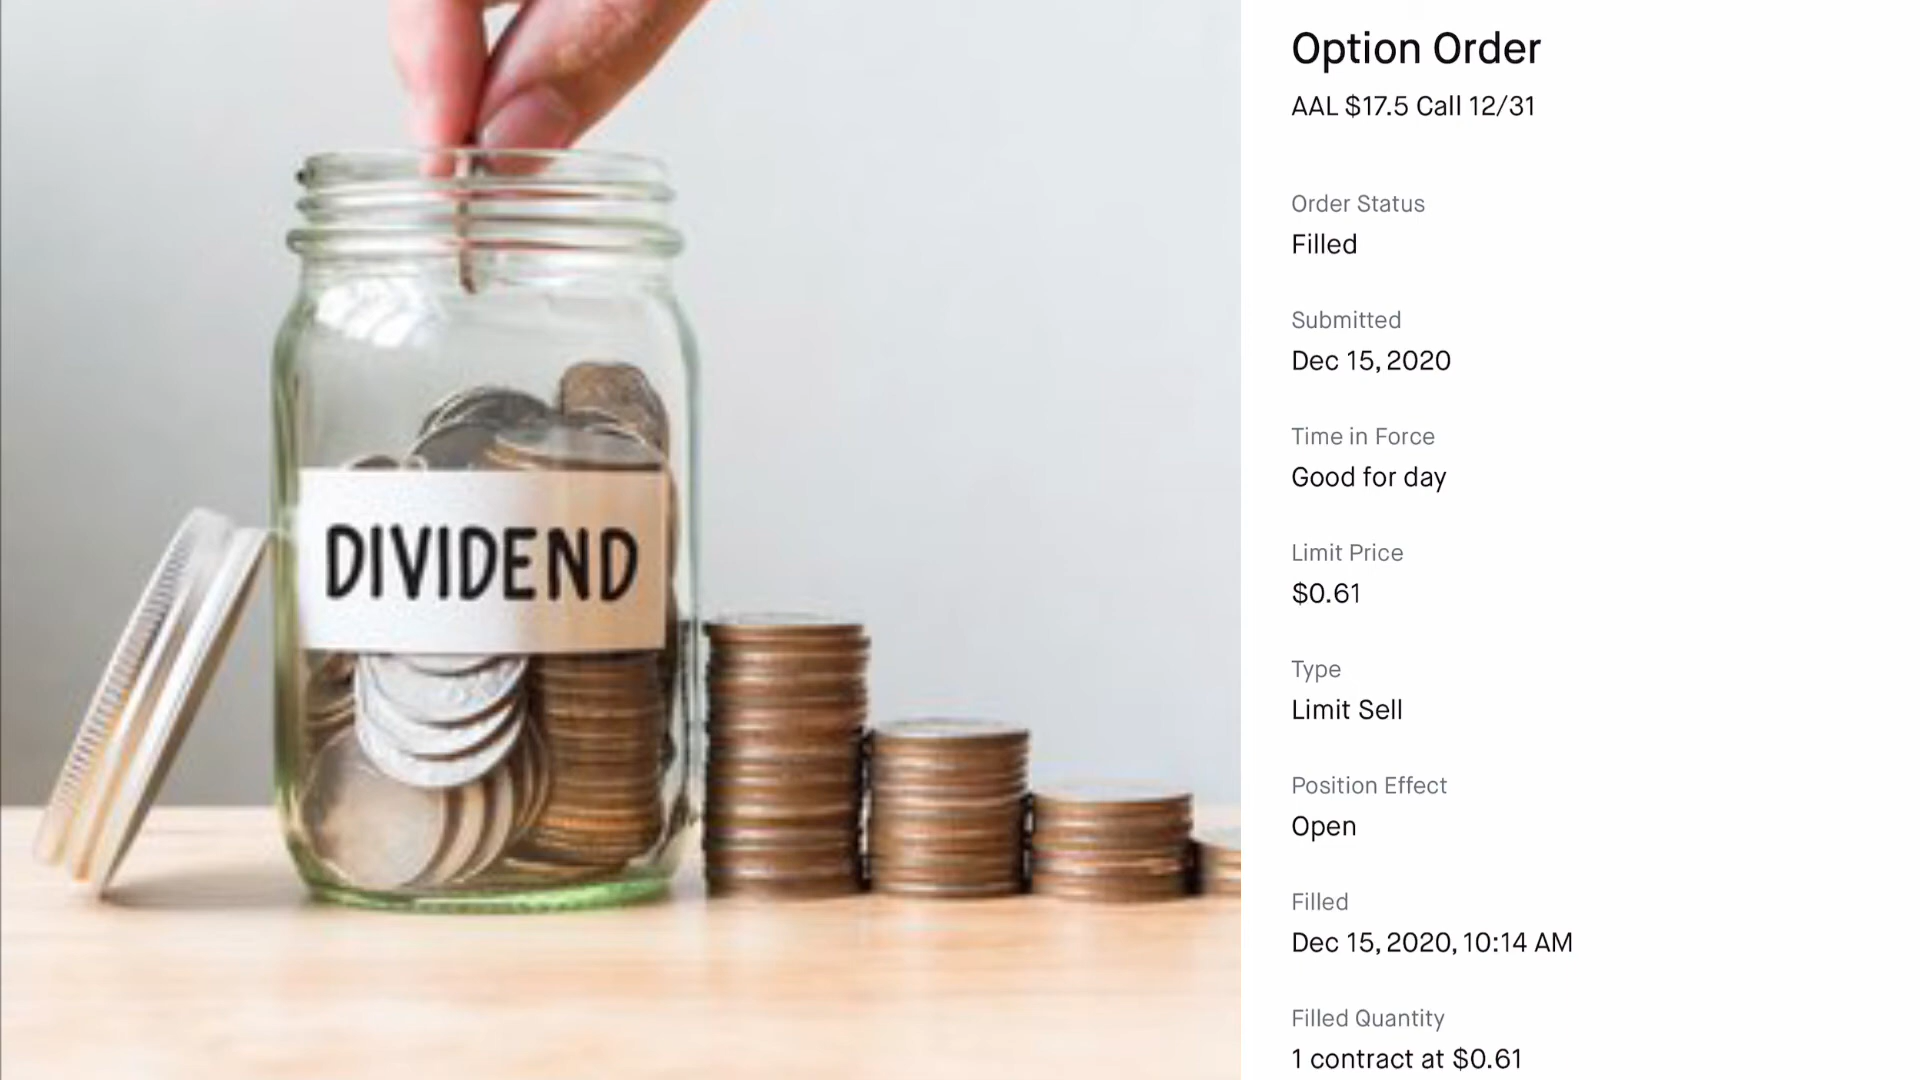 DIVIDEND
Option Order
AAL $17.5 Call 12/31
Order Status
Filled
Submitted
Dec 15, 2020
Time in Force
Good for day
Limit Price
$0.61
Type
Limit Sell
Position Effect
Open
Filled
Dec 15, 2020, 10:14 AM
Filled Quantity
1 contract at $0.61